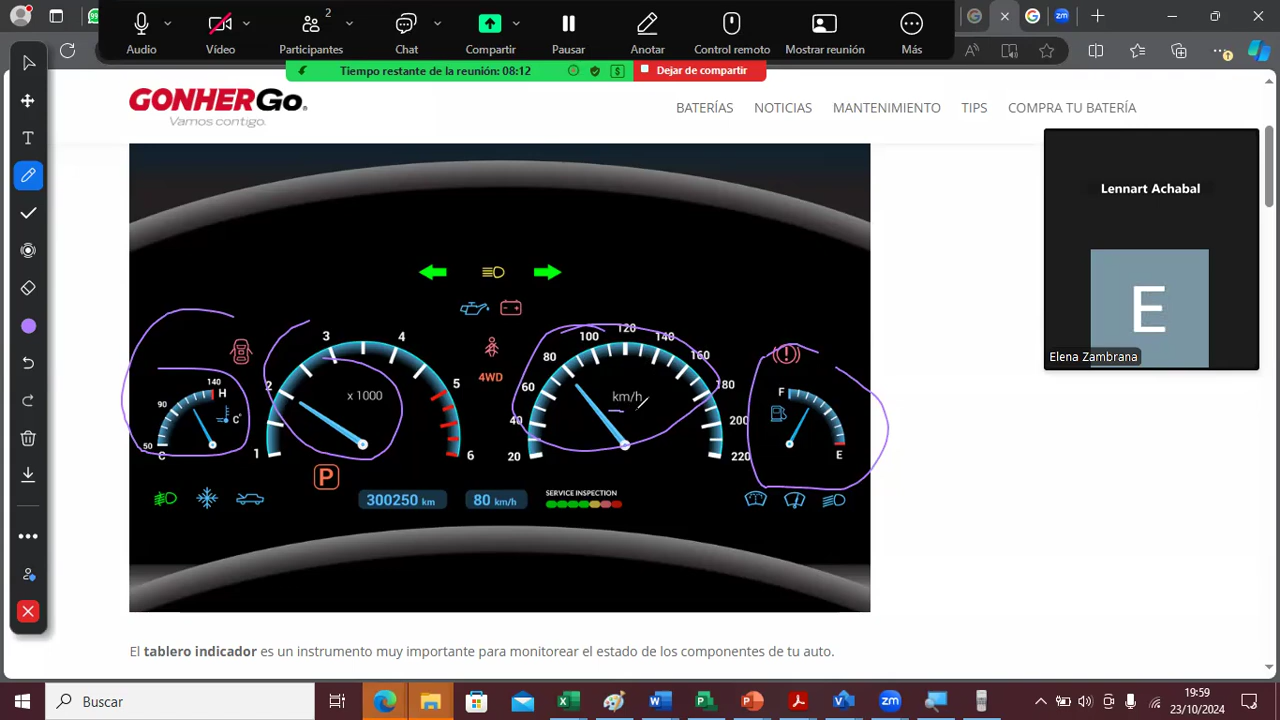 Audio
Vídeo
2
Participantes
Chat
Compartir
Pausar
Anotar
Control remoto
Mostrar reunión
Más
Tiempo restante de la reunión: 08:12
Dejar de compartir
GONHERGo
Vamos contigo.
BATERÍAS NOTICIAS MANTENIMIENTO TIPS COMPRA TU BATERÍA
Lennart Achabal
E
Elena Zambrana
140
H
90
C°
50
C
1
2
3
4
5
6
x 1000
4WD
P
20
40
60
80
100
120
140
160
180
200
220
km/h
F
E
300250 km
80 km/h
SERVICE INSPECTION
El tablero indicador es un instrumento muy importante para monitorear el estado de los componentes de tu auto.
Buscar
19:59
23/10/2024